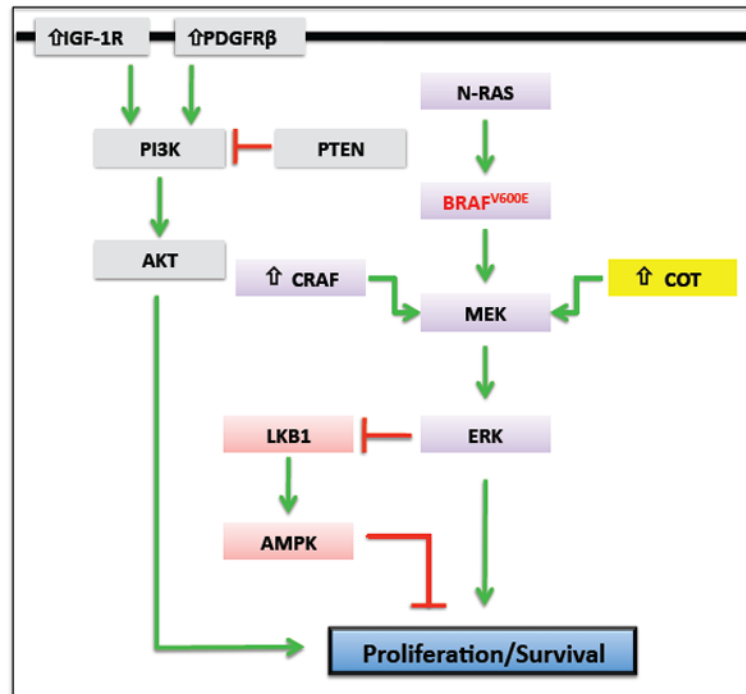 ⇧IGF-1R ⇧PDGFRβ
N-RAS
PI3K PTEN
BRAFV600E
AKT
⇧ CRAF ⇧ COT
MEK
LKB1 ERK
AMPK
Proliferation/Survival